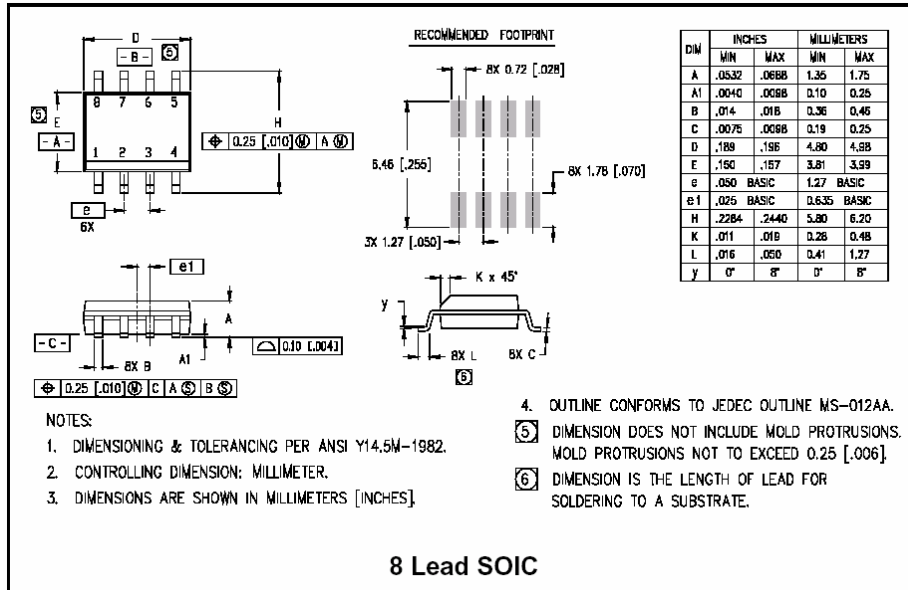 D
- B -
5
8 7 6 5
5
E
- A -
H
1 2 3 4
⌖ 0.25 [.010] Ⓜ A Ⓜ
e
6X
RECOMMENDED FOOTPRINT
8X 0.72 [.028]
6.46 [.255]
8X 1.78 [.070]
3X 1.27 [.050]
DIM INCHES MILLIMETERS
MIN MAX MIN MAX
A .0532 .0688 1.35 1.75
A1 .0040 .0098 0.10 0.25
B .014 .018 0.36 0.46
C .0075 .0098 0.19 0.25
D .189 .196 4.80 4.98
E .150 .157 3.81 3.99
e .050 BASIC 1.27 BASIC
e1 .025 BASIC 0.635 BASIC
H .2284 .2440 5.80 6.20
K .011 .019 0.28 0.48
L .016 .050 0.41 1.27
y 0° 8° 0° 8°
e1
A
- C -
8X B
A1
⌓ 0.10 [.004]
⌖ 0.25 [.010] Ⓜ C A Ⓢ B Ⓢ
K x 45°
y
8X L
6
8X C
NOTES:
1. DIMENSIONING & TOLERANCING PER ANSI Y14.5M-1982.
2. CONTROLLING DIMENSION: MILLIMETER.
3. DIMENSIONS ARE SHOWN IN MILLIMETERS [INCHES].
4. OUTLINE CONFORMS TO JEDEC OUTLINE MS-012AA.
5 DIMENSION DOES NOT INCLUDE MOLD PROTRUSIONS.
MOLD PROTRUSIONS NOT TO EXCEED 0.25 [.006].
6 DIMENSION IS THE LENGTH OF LEAD FOR
SOLDERING TO A SUBSTRATE.
8 Lead SOIC